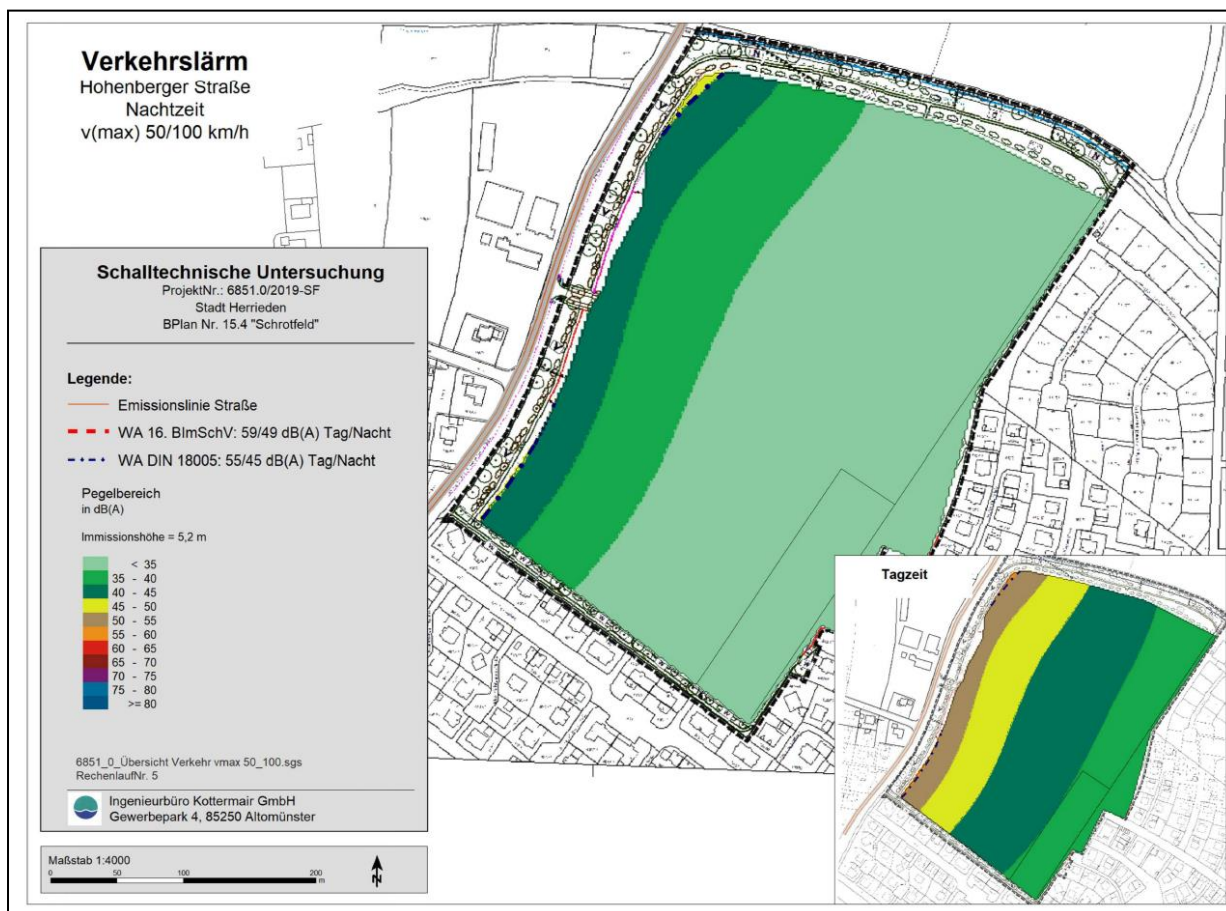 Verkehrslärm
Hohenberger Straße
Nachtzeit
v(max) 50/100 km/h
Schalltechnische Untersuchung
ProjektNr.: 6851.0/2019-SF
Stadt Herrieden
BPlan Nr. 15.4 "Schrotfeld"
Legende:
Emissionslinie Straße
WA 16. BImSchV: 59/49 dB(A) Tag/Nacht
WA DIN 18005: 55/45 dB(A) Tag/Nacht
Pegelbereich
in dB(A)
Immissionshöhe = 5,2 m
< 35
35 - 40
40 - 45
45 - 50
50 - 55
55 - 60
60 - 65
65 - 70
70 - 75
75 - 80
>= 80
6851_0_Übersicht Verkehr vmax 50_100.sgs
RechenlaufNr. 5
Ingenieurbüro Kottermair GmbH
Gewerbepark 4, 85250 Altomünster
Maßstab 1:4000
0 50 100 200
m
N
Tagzeit